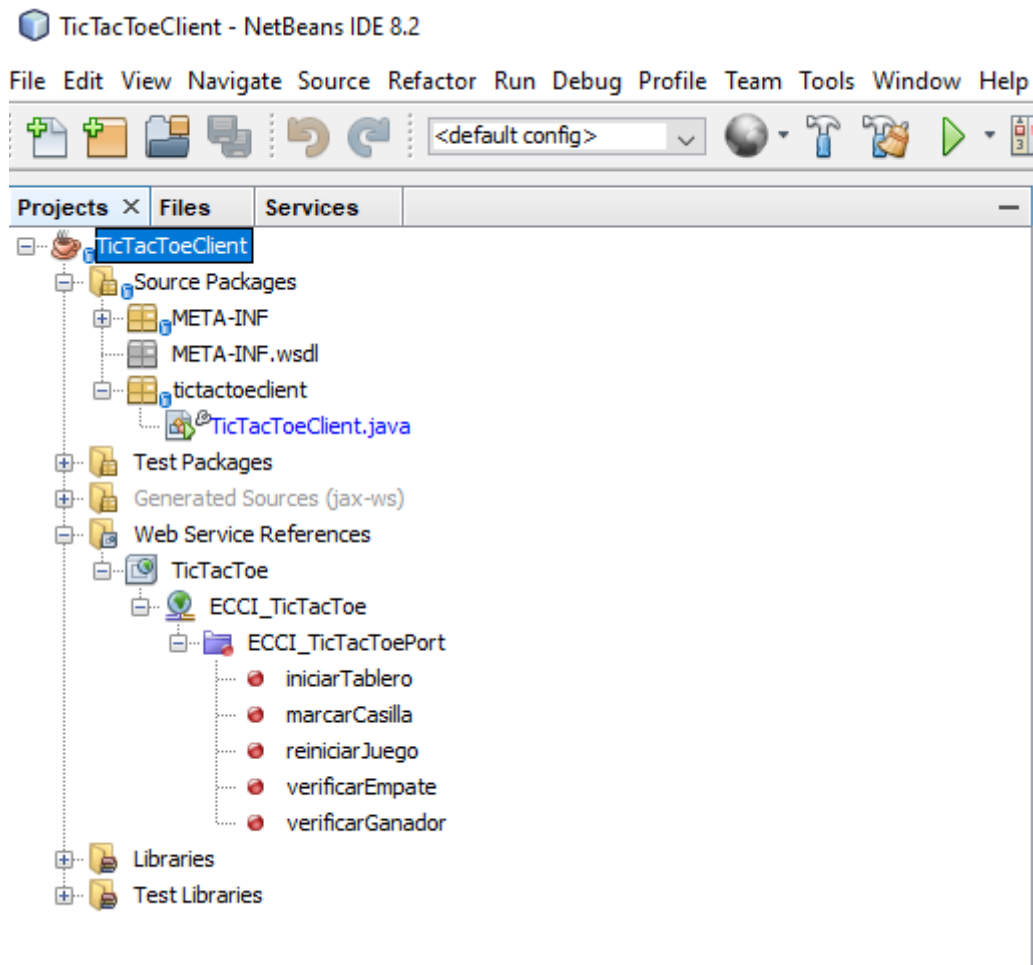 TicTacToeClient - NetBeans IDE 8.2
File Edit View Navigate Source Refactor Run Debug Profile Team Tools Window Help
<default config>
Projects Files Services
TicTacToeClient
Source Packages
META-INF
META-INF.wsdl
tictactoeclient
TicTacToeClient.java
Test Packages
Generated Sources (jax-ws)
Web Service References
TicTacToe
ECCI_TicTacToe
ECCI_TicTacToePort
iniciarTablero
marcarCasilla
reiniciarJuego
verificarEmpate
verificarGanador
Libraries
Test Libraries